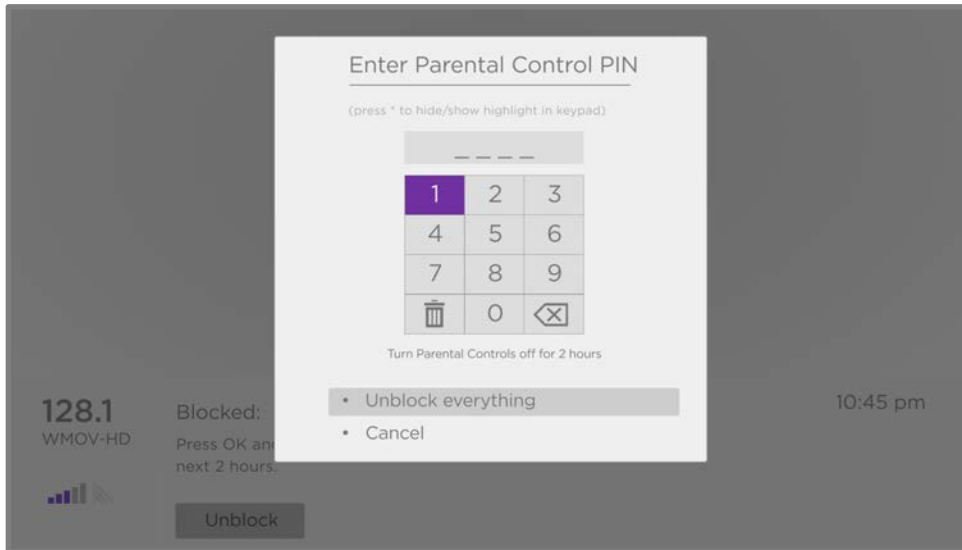 Enter Parental Control PIN
(press * to hide/show highlight in keypad)
_ _ _ _
1 2 3
4 5 6
7 8 9
0
Turn Parental Controls off for 2 hours
• Unblock everything
• Cancel
128.1
WMOV-HD
Blocked:
Press OK and
next 2 hours.
Unblock
10:45 pm